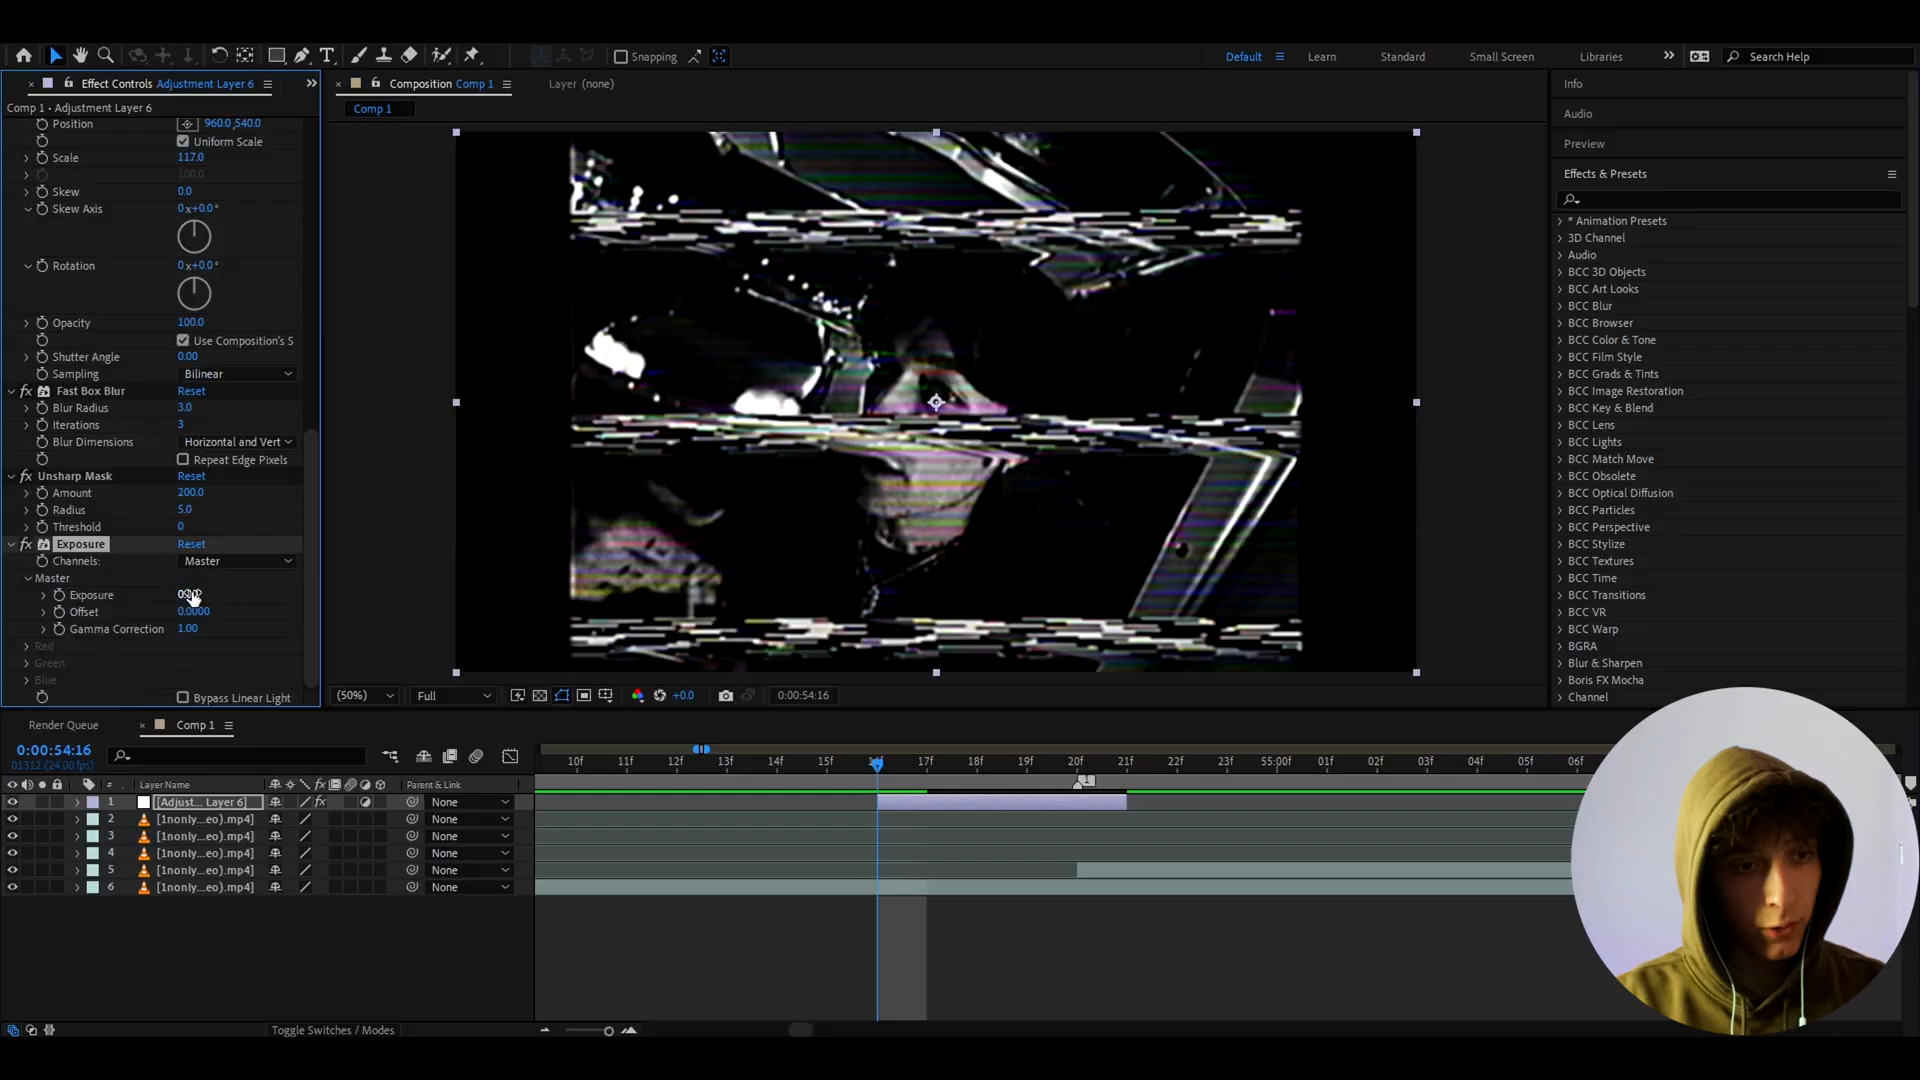 Snapping
Default
Learn
Standard
Small Screen
Libraries
Search Help
Effect Controls Adjustment Layer 6
Composition Comp 1
Layer (none)
Info
Comp 1 • Adjustment Layer 6
Comp 1
Audio
Position 960.0,540.0
Uniform Scale
Preview
Scale 117.0
100.0
Effects & Presets
Skew 0.0
Skew Axis 0x+0.0°
* Animation Presets
3D Channel
Audio
Rotation 0x+0.0°
BCC 3D Objects
BCC Art Looks
BCC Blur
Opacity 100.0
BCC Browser
Use Composition's S
BCC Color & Tone
Shutter Angle 0.00
BCC Film Style
Sampling Bilinear
BCC Grads & Tints
fx Fast Box Blur Reset
BCC Image Restoration
Blur Radius 3.0
BCC Key & Blend
Iterations 3
BCC Lens
Blur Dimensions Horizontal and Vert
BCC Lights
Repeat Edge Pixels
BCC Match Move
fx Unsharp Mask Reset
BCC Obsolete
Amount 200.0
BCC Optical Diffusion
Radius 5.0
BCC Particles
Threshold 0
BCC Perspective
fx Exposure Reset
BCC Stylize
Channels: Master
BCC Textures
Master
BCC Time
Exposure
BCC Transitions
Offset 0.0000
BCC VR
Gamma Correction 1.00
BCC Warp
Red
BGRA
Green
Blur & Sharpen
Blue
Boris FX Mocha
Bypass Linear Light
(50%)
Full
+0.0
0:00:54:16
Channel
Render Queue
Comp 1
0:00:54:16
01312 (24.00 fps)
10f 11f 12f 13f 14f 15f 17f 18f 19f 20f 21f 22f 23f 55:00f 01f 02f 03f 04f 05f 06f
# Layer Name fx Parent & Link
1
1 [Adjust... Layer 6] fx None
2 [1nonly...eo).mp4] None
3 [1nonly...eo).mp4] None
4 [1nonly...eo).mp4] None
5 [1nonly...eo).mp4] None
6 [1nonly...eo).mp4] None
Toggle Switches / Modes